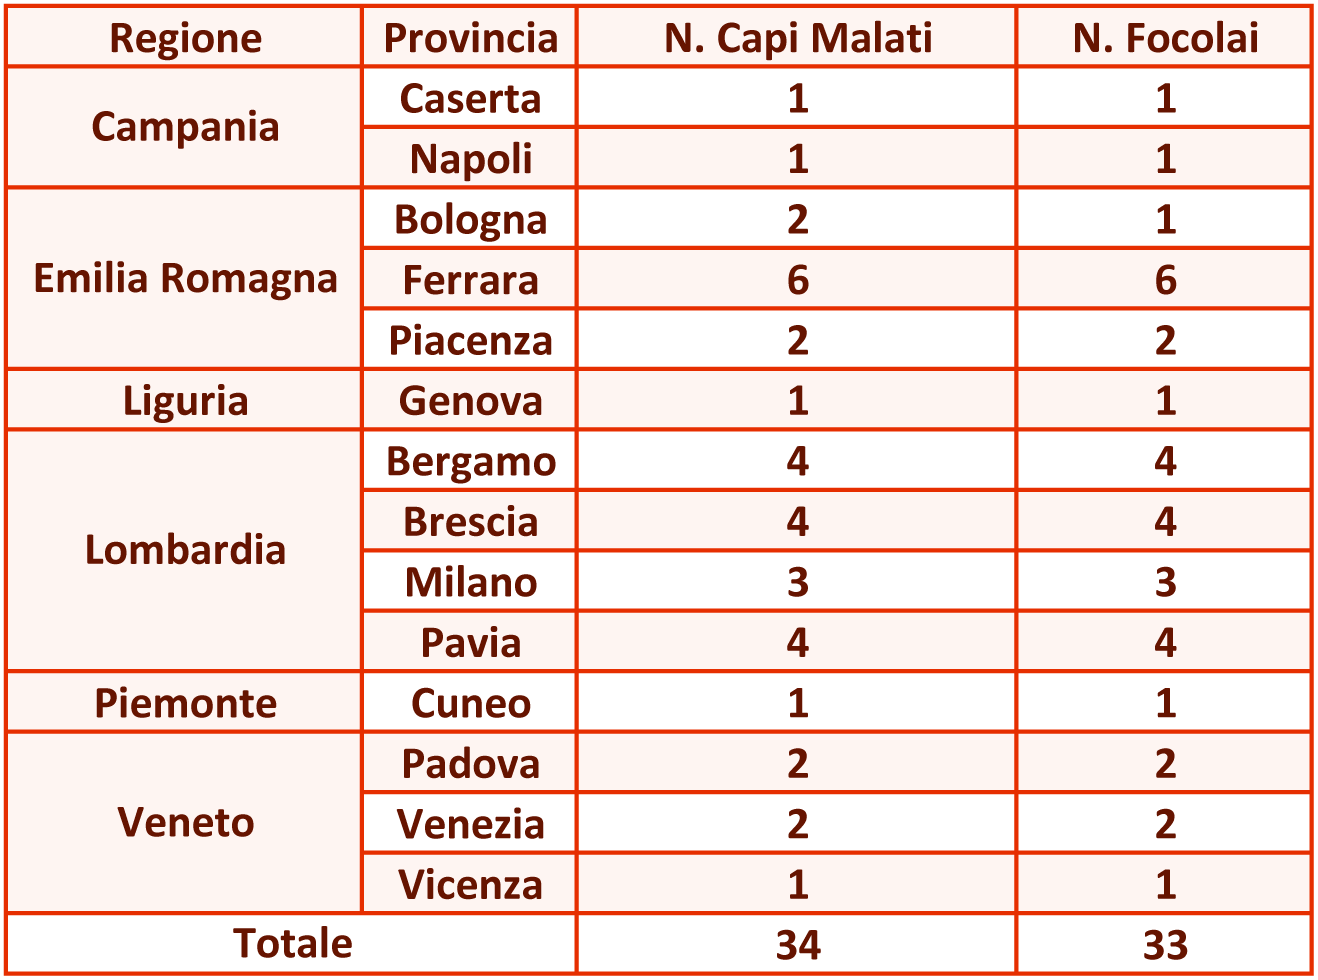 Regione Provincia N. Capi Malati N. Focolai
Campania Caserta 1 1
Napoli 1 1
Emilia Romagna Bologna 2 1
Ferrara 6 6
Piacenza 2 2
Liguria Genova 1 1
Lombardia Bergamo 4 4
Brescia 4 4
Milano 3 3
Pavia 4 4
Piemonte Cuneo 1 1
Veneto Padova 2 2
Venezia 2 2
Vicenza 1 1
Totale 34 33